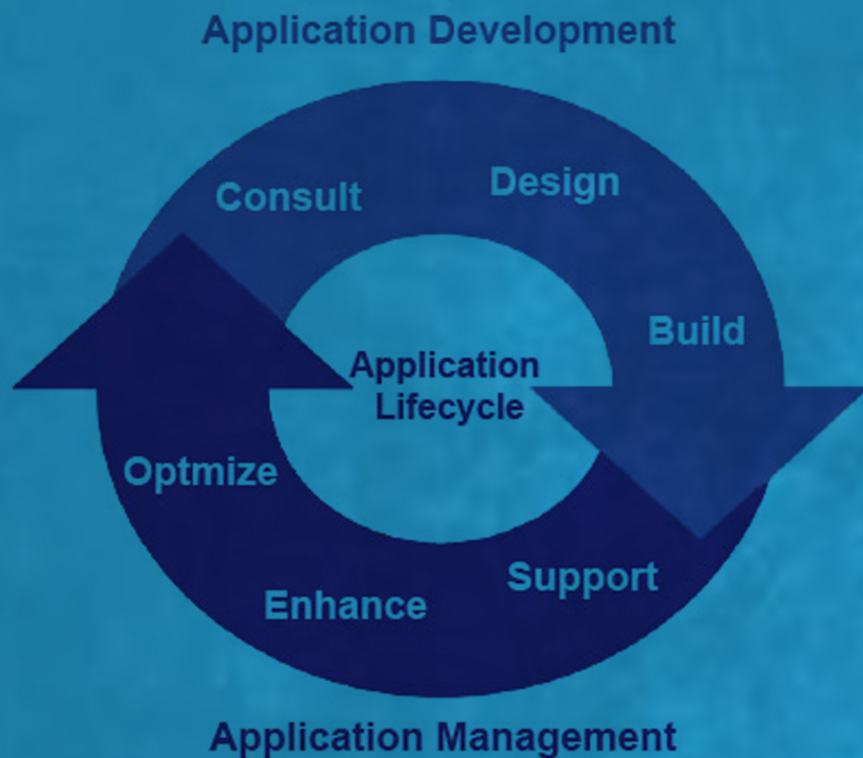 Application Development
Consult
Design
Build
Application
Lifecycle
Optmize
Support
Enhance
Application Management